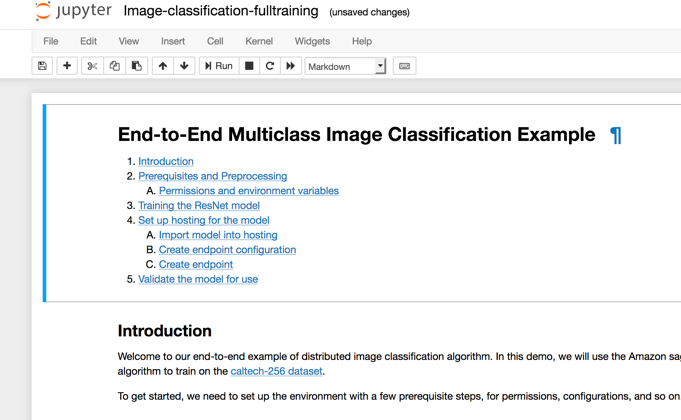 jupyter Image-classification-fulltraining (unsaved changes)
File Edit View Insert Cell Kernel Widgets Help
Run Markdown
End-to-End Multiclass Image Classification Example ¶
1. Introduction
2. Prerequisites and Preprocessing
A. Permissions and environment variables
3. Training the ResNet model
4. Set up hosting for the model
A. Import model into hosting
B. Create endpoint configuration
C. Create endpoint
5. Validate the model for use
Introduction
Welcome to our end-to-end example of distributed image classification algorithm. In this demo, we will use the Amazon sag
algorithm to train on the caltech-256 dataset.
To get started, we need to set up the environment with a few prerequisite steps, for permissions, configurations, and so on